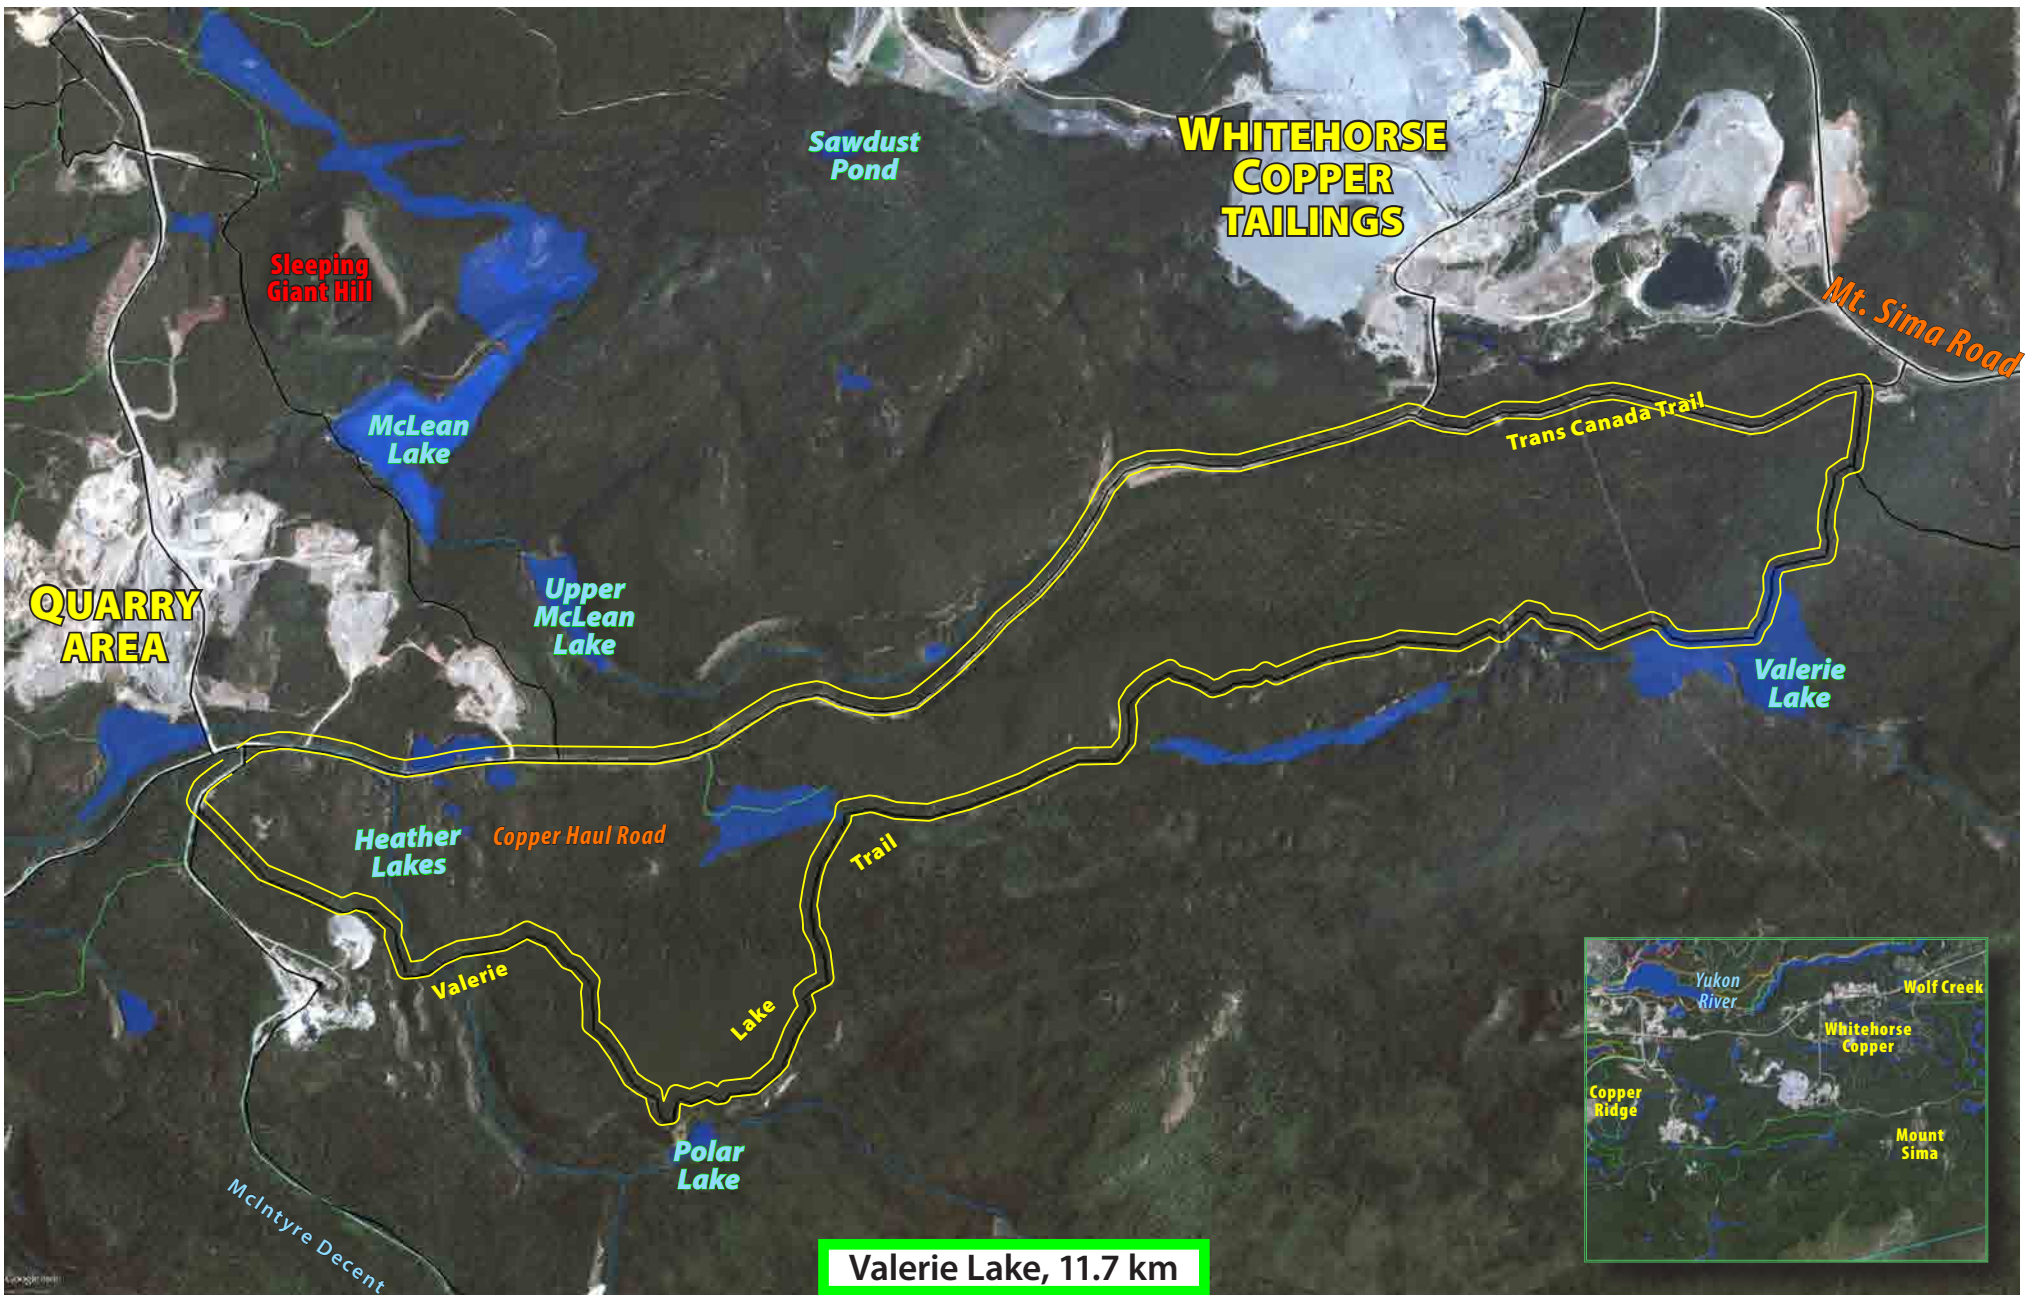 Sawdust
Pond
WHITEHORSE
COPPER
TAILINGS
Sleeping
Giant Hill
Mt. Sima Road
McLean
Lake
Trans Canada Trail
QUARRY
AREA
Upper
McLean
Lake
Valerie
Lake
Heather
Lakes
Copper Haul Road
Trail
Valerie
Lake
Polar
Lake
McIntyre Decent
Yukon
River
Wolf Creek
Whitehorse
Copper
Copper
Ridge
Mount
Sima
Valerie Lake, 11.7 km